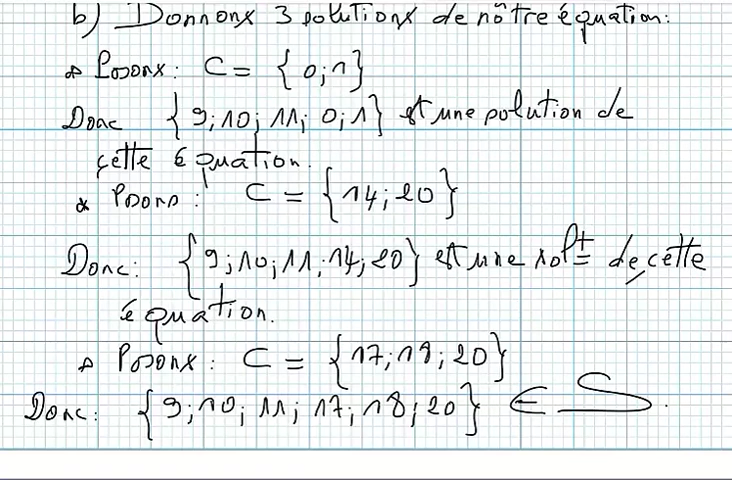 b) Donnons 3 solutions de nôtre équation:
* Posons: C = {0;1}
Donc {9;10;11;0;1} est une solution de
cette équation.
* Posons: C = {14;20}
Donc: {9;10;11;14;20} est une solt de cette
équation.
* Posons: C = {17;18;20}
Donc: {9;10;11;17;18;20} ∈ S.